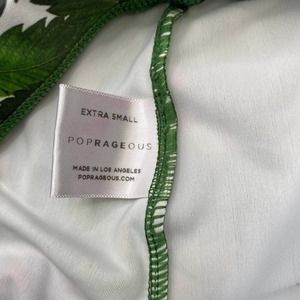 EXTRA SMALL
POPRAGEOUS
MADE IN LOS ANGELES
POPRAGEOUS.COM